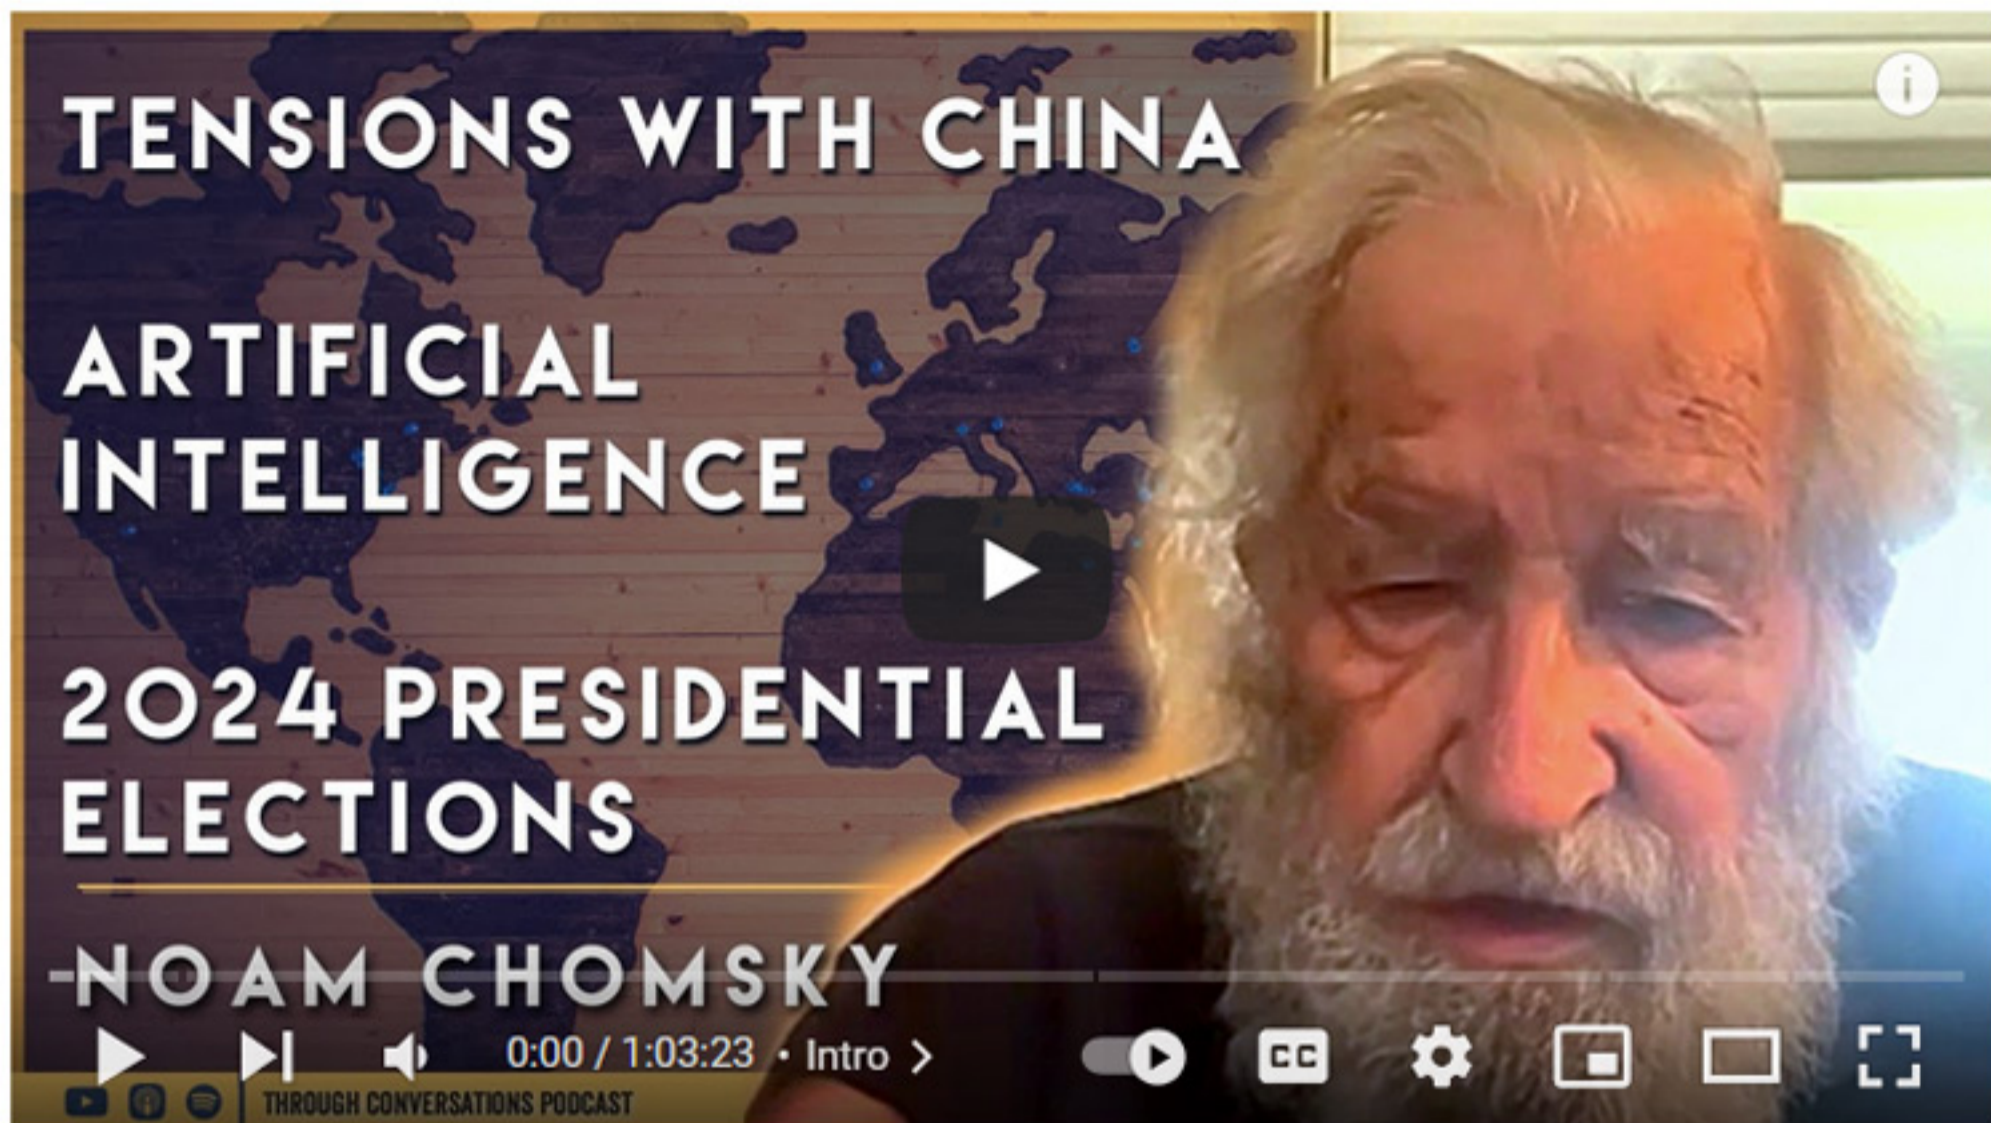 TENSIONS WITH CHINA
ARTIFICIAL
INTELLIGENCE
2024 PRESIDENTIAL
ELECTIONS
NOAM CHOMSKY
0:00 / 1:03:23 • Intro
CC
THROUGH CONVERSATIONS PODCAST